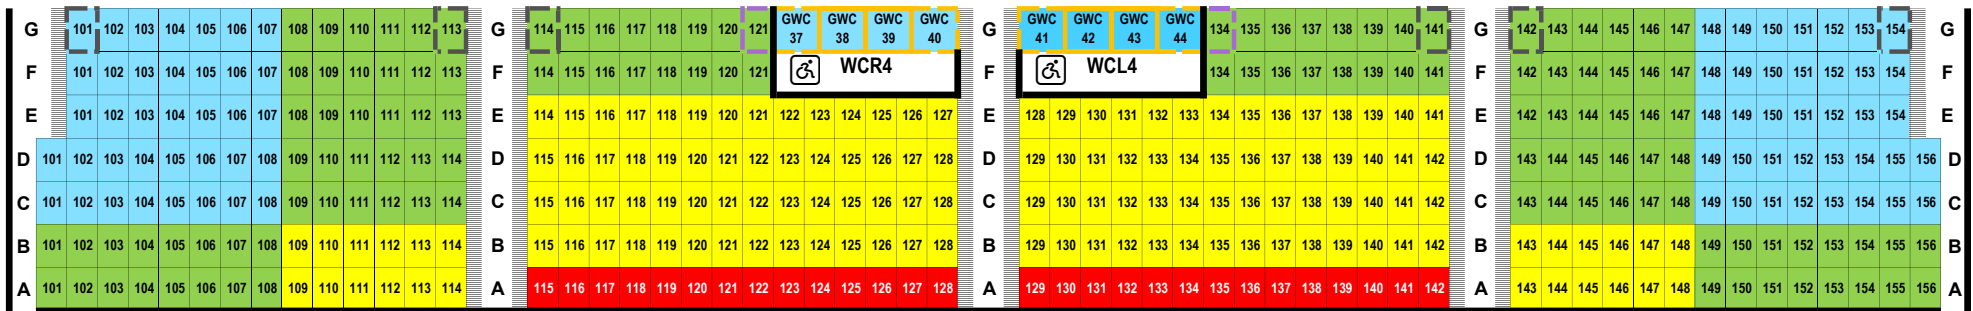 G 101 102 103 104 105 106 107 108 109 110 111 112 113 G 114 115 116 117 118 119 120 121 GWC 37 GWC 38 GWC 39 GWC 40 G GWC 41 GWC 42 GWC 43 GWC 44 134 135 136 137 138 139 140 141 G 142 143 144 145 146 147 148 149 150 151 152 153 154 G
F 101 102 103 104 105 106 107 108 109 110 111 112 113 F 114 115 116 117 118 119 120 121 WCR4 F WCL4 134 135 136 137 138 139 140 141 F 142 143 144 145 146 147 148 149 150 151 152 153 154 F
E 101 102 103 104 105 106 107 108 109 110 111 112 113 E 114 115 116 117 118 119 120 121 122 123 124 125 126 127 E 128 129 130 131 132 133 134 135 136 137 138 139 140 141 E 142 143 144 145 146 147 148 149 150 151 152 153 154 E
D 101 102 103 104 105 106 107 108 109 110 111 112 113 114 D 115 116 117 118 119 120 121 122 123 124 125 126 127 128 D 129 130 131 132 133 134 135 136 137 138 139 140 141 142 D 143 144 145 146 147 148 149 150 151 152 153 154 155 156 D
C 101 102 103 104 105 106 107 108 109 110 111 112 113 114 C 115 116 117 118 119 120 121 122 123 124 125 126 127 128 C 129 130 131 132 133 134 135 136 137 138 139 140 141 142 C 143 144 145 146 147 148 149 150 151 152 153 154 155 156 C
B 101 102 103 104 105 106 107 108 109 110 111 112 113 114 B 115 116 117 118 119 120 121 122 123 124 125 126 127 128 B 129 130 131 132 133 134 135 136 137 138 139 140 141 142 B 143 144 145 146 147 148 149 150 151 152 153 154 155 156 B
A 101 102 103 104 105 106 107 108 109 110 111 112 113 114 A 115 116 117 118 119 120 121 122 123 124 125 126 127 128 A 129 130 131 132 133 134 135 136 137 138 139 140 141 142 A 143 144 145 146 147 148 149 150 151 152 153 154 155 156 A